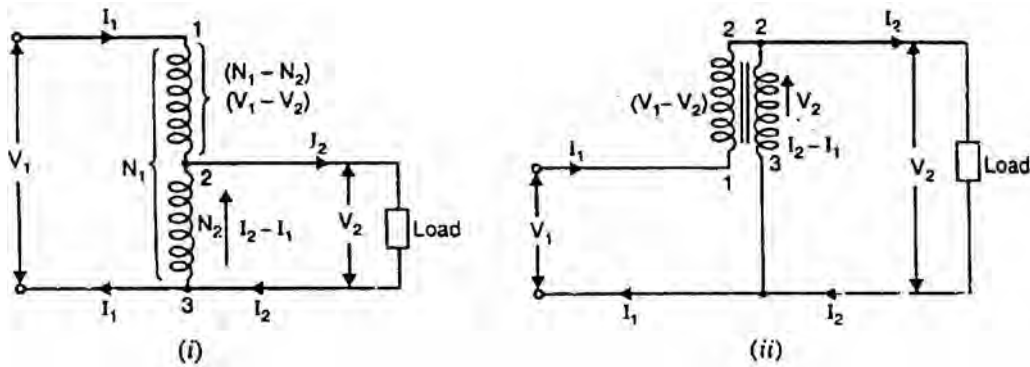 I₁
1
(N₁ – N₂)
(V₁ – V₂)
V₁
N₁
I₂
2
N₂
I₂ – I₁
V₂
Load
I₁
3
I₂
(i)
2 2
I₂
(V₁ – V₂)
V₂
I₂ – I₁
I₁
1
3
V₂
Load
V₁
I₁
I₂
(ii)